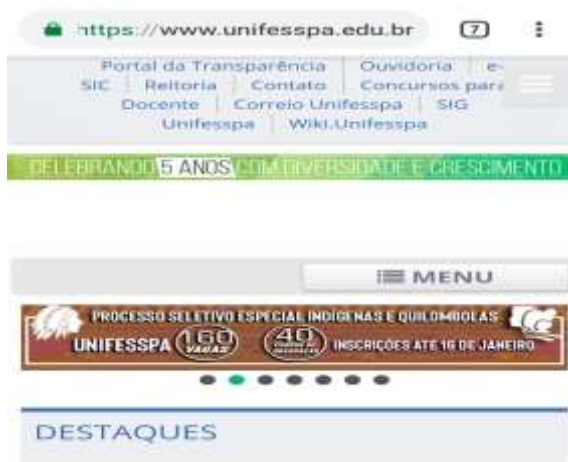 https://www.unifesspa.edu.br 7
Portal da Transparência Ouvidoria e-
SIC Reitoria Contato Concursos para
Docente Correio Unifesspa SIG
Unifesspa Wiki.Unifesspa
CELEBRANDO 5 ANOS COM DIVERSIDADE E CRESCIMENTO
MENU
PROCESSO SELETIVO ESPECIAL INDÍGENAS E QUILOMBOLAS
UNIFESSPA 160 VAGAS 40 INSCRIÇÕES ATÉ 16 DE JANEIRO
DESTAQUES